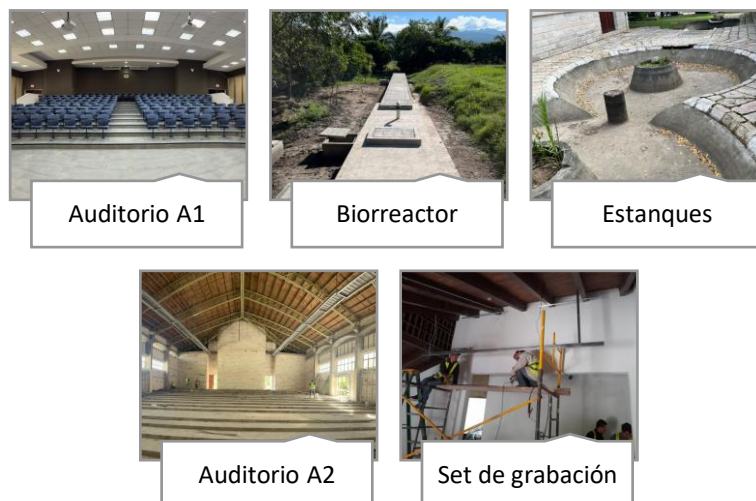 Auditorio A1
Biorreactor
Estanques
Auditorio A2
Set de grabación